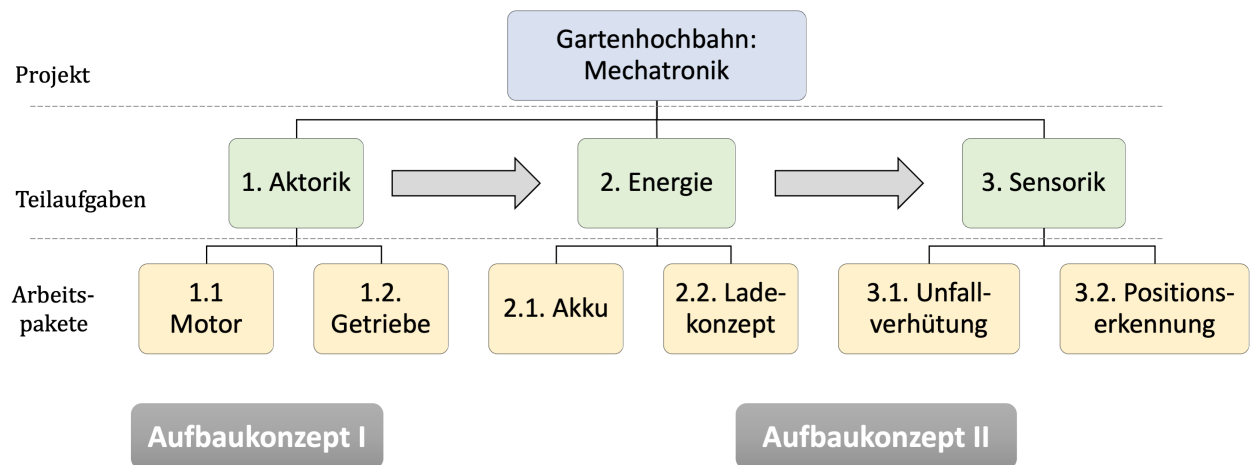 Gartenhochbahn:
Mechatronik
Projekt
1. Aktorik
2. Energie
3. Sensorik
Teilaufgaben
Arbeits-
pakete
1.1
Motor
1.2.
Getriebe
2.1. Akku
2.2. Lade-
konzept
3.1. Unfall-
verhütung
3.2. Positions-
erkennung
Aufbaukonzept I
Aufbaukonzept II